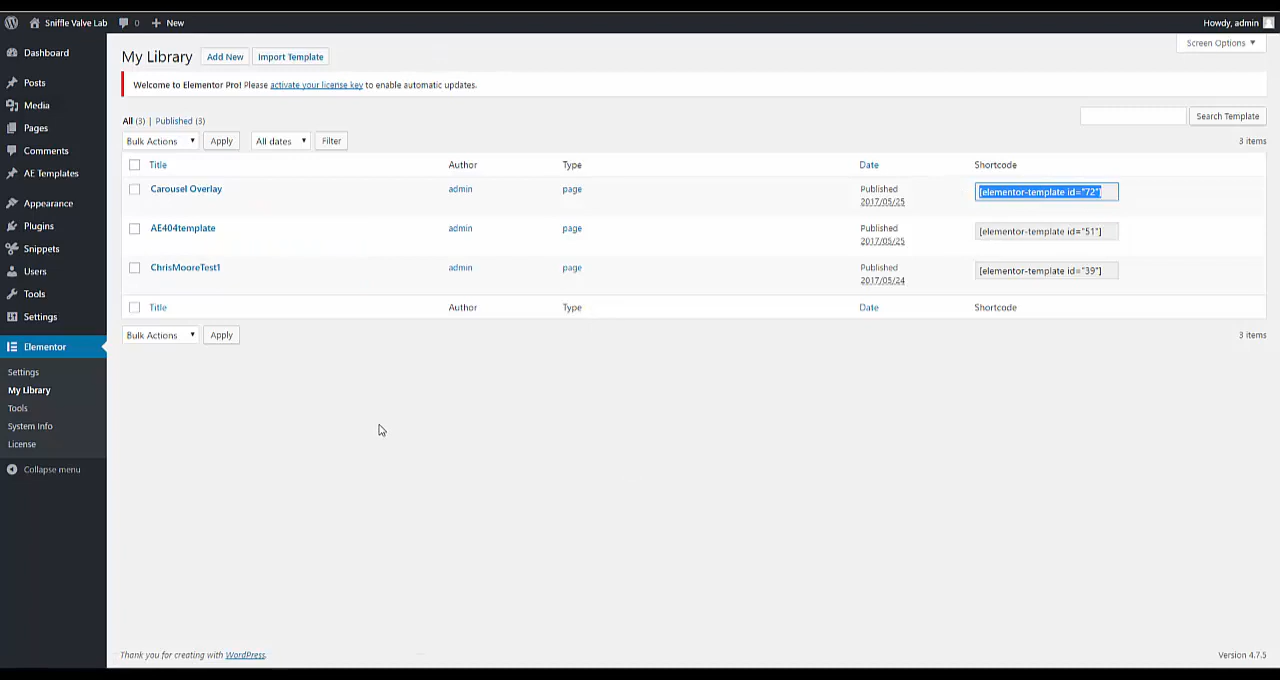 Sniffle Valve Lab 0 New Howdy, admin
Screen Options
Dashboard
Posts
Media
Pages
Comments
AE Templates
Appearance
Plugins
Snippets
Users
Tools
Settings
Elementor
Settings
My Library
Tools
System Info
License
Collapse menu
My Library Add New Import Template
Welcome to Elementor Pro! Please activate your license key to enable automatic updates.
All (3) | Published (3)
Search Template
Bulk Actions Apply All dates Filter 3 items
Title Author Type Date Shortcode
Carousel Overlay admin page Published 2017/05/25 [elementor-template id="72"]
AE404template admin page Published 2017/05/25 [elementor-template id="51"]
ChrisMooreTest1 admin page Published 2017/05/24 [elementor-template id="39"]
Title Author Type Date Shortcode
Bulk Actions Apply 3 items
Thank you for creating with WordPress. Version 4.7.5